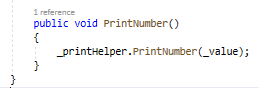 1 reference
public void PrintNumber()
{
_printHelper.PrintNumber(_value);
}
}